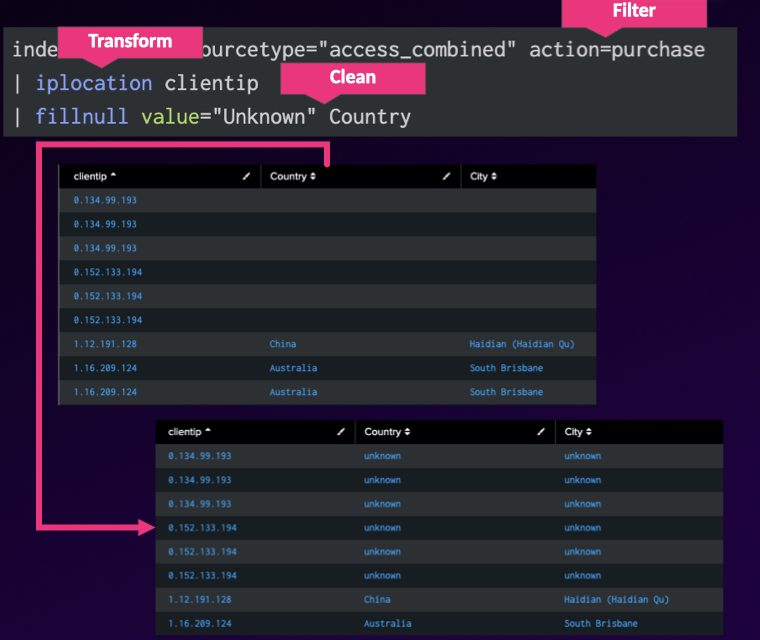 Filter
Transform
inde ourcetype="access_combined" action=purchase
| iplocation clientip
Clean
| fillnull value="Unknown" Country
clientip Country City
0.134.99.193
0.134.99.193
0.134.99.193
0.152.133.194
0.152.133.194
0.152.133.194
1.12.191.128 China Haidian (Haidian Qu)
1.16.209.124 Australia South Brisbane
1.16.209.124 Australia South Brisbane
clientip Country City
0.134.99.193 unknown unknown
0.134.99.193 unknown unknown
0.134.99.193 unknown unknown
0.152.133.194 unknown unknown
0.152.133.194 unknown unknown
0.152.133.194 unknown unknown
1.12.191.128 China Haidian (Haidian Qu)
1.16.209.124 Australia South Brisbane